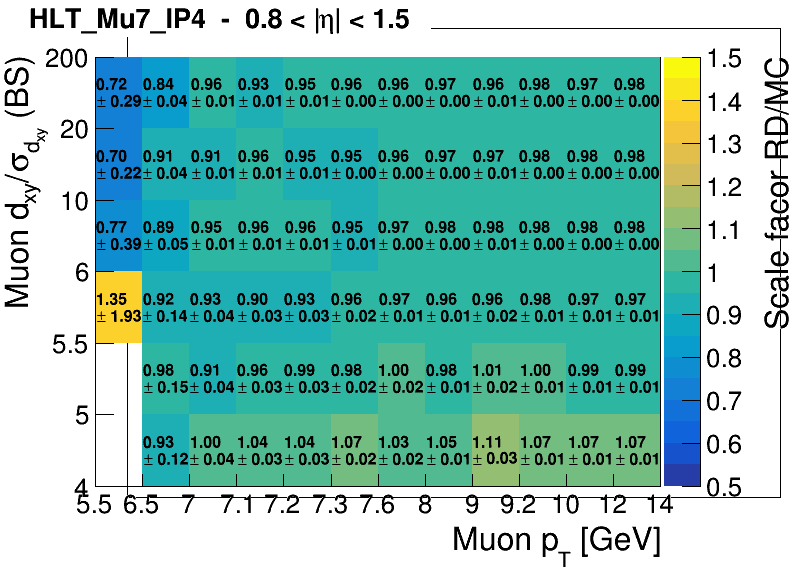 HLT_Mu7_IP4 - 0.8 < |η| < 1.5
200
0.72 0.84 0.96 0.93 0.95 0.96 0.96 0.97 0.96 0.98 0.97 0.98
± 0.29 ± 0.04 ± 0.01 ± 0.01 ± 0.01 ± 0.00 ± 0.00 ± 0.00 ± 0.00 ± 0.00 ± 0.00 ± 0.00
20
0.70 0.91 0.91 0.96 0.95 0.95 0.96 0.97 0.97 0.98 0.98 0.98
± 0.22 ± 0.04 ± 0.01 ± 0.01 ± 0.01 ± 0.00 ± 0.00 ± 0.00 ± 0.00 ± 0.00 ± 0.00 ± 0.00
10
0.77 0.89 0.95 0.96 0.96 0.95 0.97 0.98 0.98 0.98 0.98 0.98
± 0.39 ± 0.05 ± 0.01 ± 0.01 ± 0.01 ± 0.01 ± 0.00 ± 0.00 ± 0.01 ± 0.00 ± 0.00 ± 0.00
6
1.35 0.92 0.93 0.90 0.93 0.96 0.97 0.96 0.96 0.98 0.97 0.97
± 1.93 ± 0.14 ± 0.04 ± 0.03 ± 0.03 ± 0.02 ± 0.01 ± 0.01 ± 0.02 ± 0.01 ± 0.01 ± 0.01
5.5
0.98 0.91 0.96 0.99 0.98 0.98 1.00 0.98 1.01 1.00 0.99 0.99
± 0.15 ± 0.04 ± 0.03 ± 0.03 ± 0.02 ± 0.02 ± 0.01 ± 0.02 ± 0.01 ± 0.01 ± 0.01
5
0.93 1.00 1.04 1.04 1.07 1.03 1.05 1.11 1.07 1.07 1.07
± 0.12 ± 0.04 ± 0.03 ± 0.03 ± 0.02 ± 0.02 ± 0.01 ± 0.03 ± 0.01 ± 0.01 ± 0.01
4
5.5 6.5 7 7.1 7.2 7.3 7.6 8 9 9.2 10 12 14
Muon pT [GeV]
Muon dxy/σdxy (BS)
1.5
1.4
1.3
1.2
1.1
1
0.9
0.8
0.7
0.6
0.5
Scale facor RD/MC